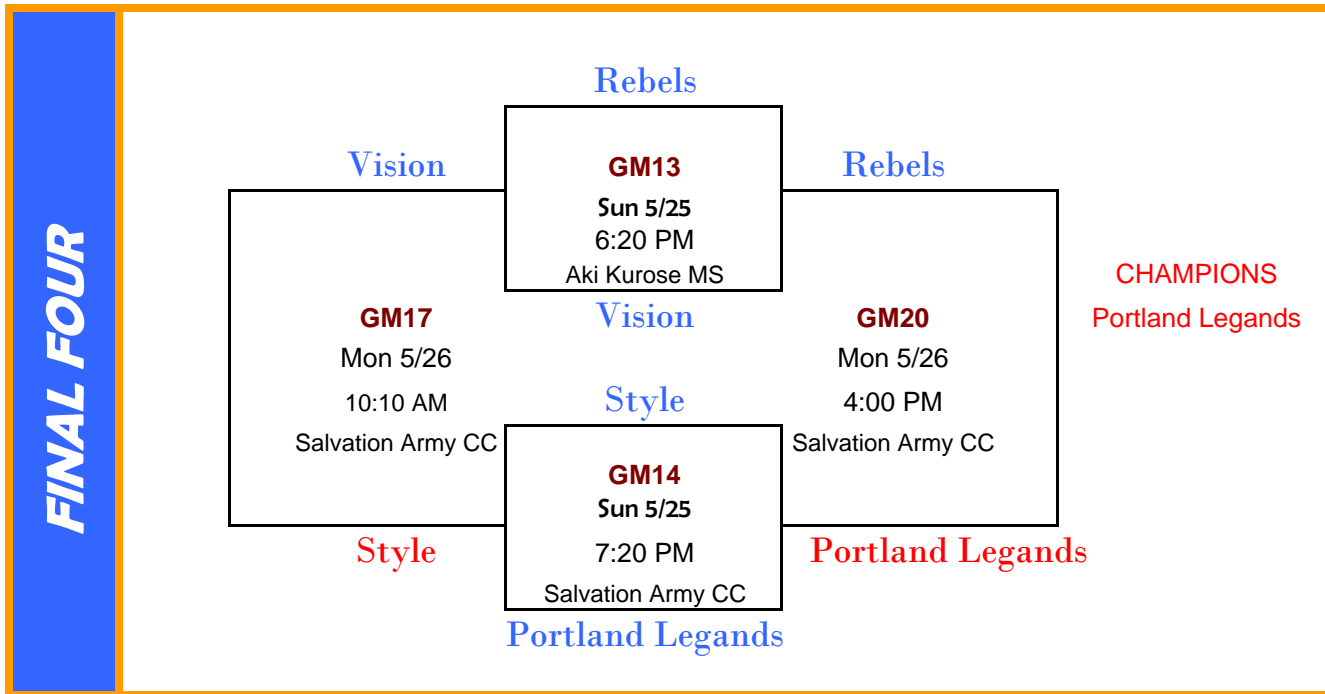 FINAL FOUR
Rebels
Vision
GM13
Rebels
Sun 5/25
6:20 PM
Aki Kurose MS
CHAMPIONS
GM17
Vision
GM20
Portland Legands
Mon 5/26
Mon 5/26
10:10 AM
Style
4:00 PM
Salvation Army CC
Salvation Army CC
GM14
Sun 5/25
Style
7:20 PM
Portland Legands
Salvation Army CC
Portland Legands